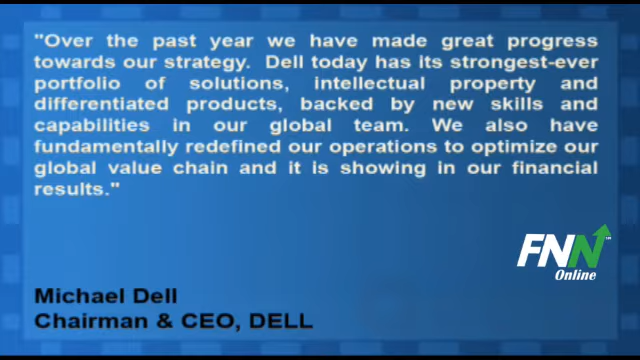 "Over the past year we have made great progress
towards our strategy. Dell today has its strongest-ever
portfolio of solutions, intellectual property and
differentiated products, backed by new skills and
capabilities in our global team. We also have
fundamentally redefined our operations to optimize our
global value chain and it is showing in our financial
results."
FNN
Online
Michael Dell
Chairman & CEO, DELL